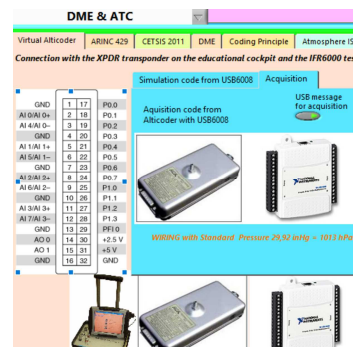 DME & ATC
Virtual Alticoder
ARINC 429
CETSIS 2011
DME
Coding Principle
Atmosphere IS
Connection with the XPDR transponder on the educational cockpit and the IFR6000 te
Simulation code from USB6008
Acquisition
USB message
for acquisition
Aquisition code from
Alticoder with USB6008
GND 1 17 P0.0
AI 0/AI 0+ 2 18 P0.1
AI 4/AI 0− 3 19 P0.2
GND 4 20 P0.3
AI 1/AI 1+ 5 21 P0.4
AI 5/AI 1− 6 22 P0.5
GND 7 23 P0.6
AI 2/AI 2+ 8 24 P0.7
AI 6/AI 2− 9 25 P1.0
GND 10 26 P1.1
AI 3/AI 3+ 11 27 P1.2
AI 7/AI 3− 12 28 P1.3
GND 13 29 PFI 0
AO 0 14 30 +2.5 V
AO 1 15 31 +5 V
GND 16 32 GND
WIRING with Standard Pressure 29,92 inHg = 1013 hPa